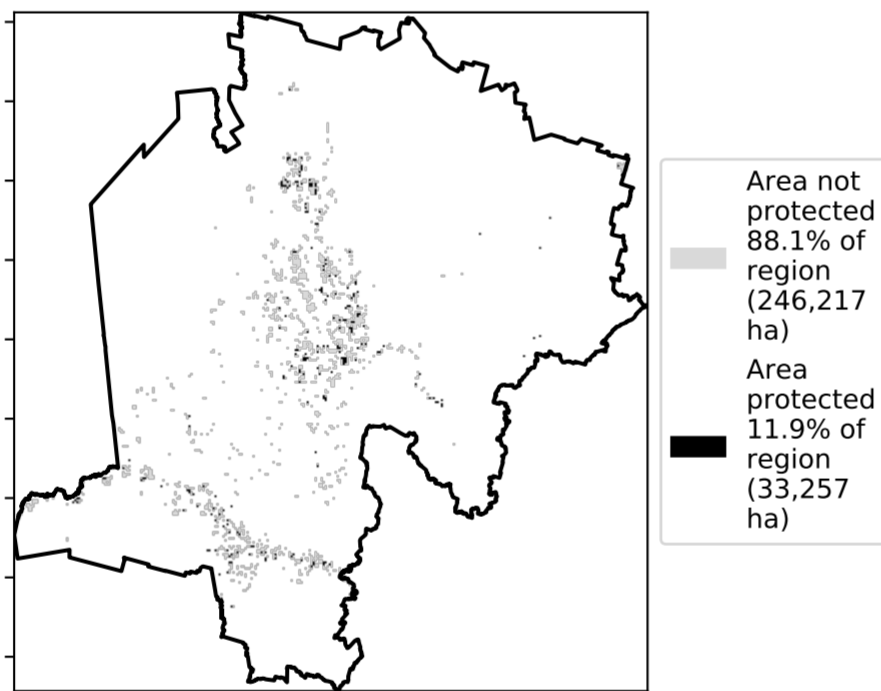 Area not
protected
88.1% of
region
(246,217
ha)
Area
protected
11.9% of
region
(33,257
ha)